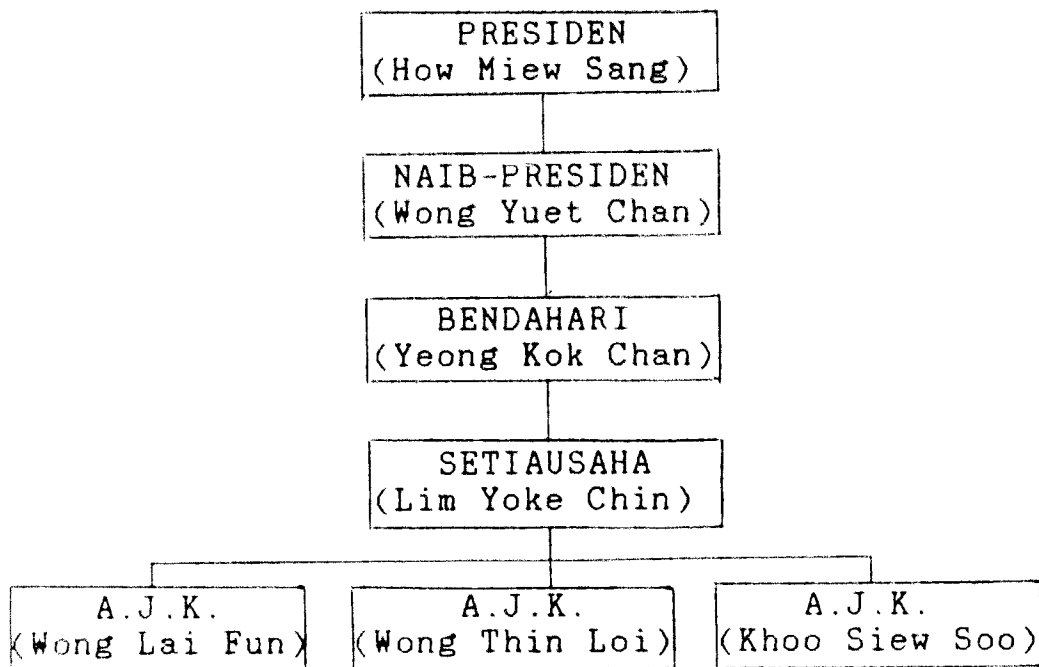 PRESIDEN
(How Miew Sang)
NAIB-PRESIDEN
(Wong Yuet Chan)
BENDAHARI
(Yeong Kok Chan)
SETIAUSAHA
(Lim Yoke Chin)
A.J.K.
(Wong Lai Fun)
A.J.K.
(Wong Thin Loi)
A.J.K.
(Khoo Siew Soo)